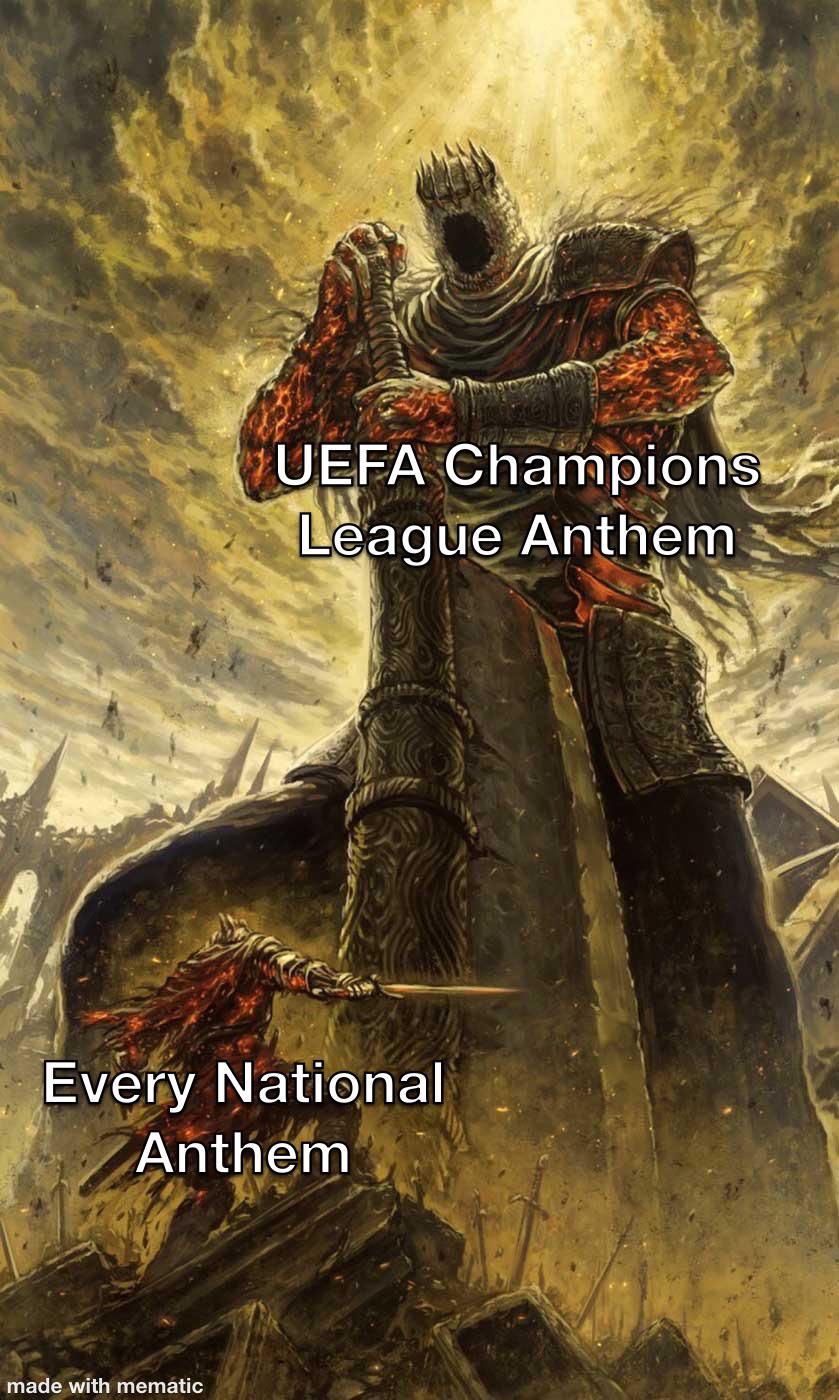 UEFA Champions
League Anthem
Every National
Anthem
made with mematic